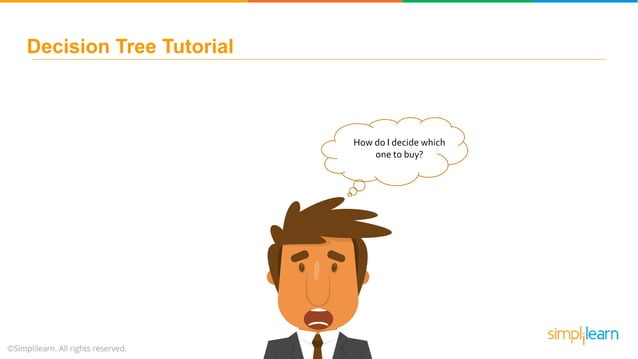 Decision Tree Tutorial
How do I decide which
one to buy?
©Simplilearn. All rights reserved.
simplilearn